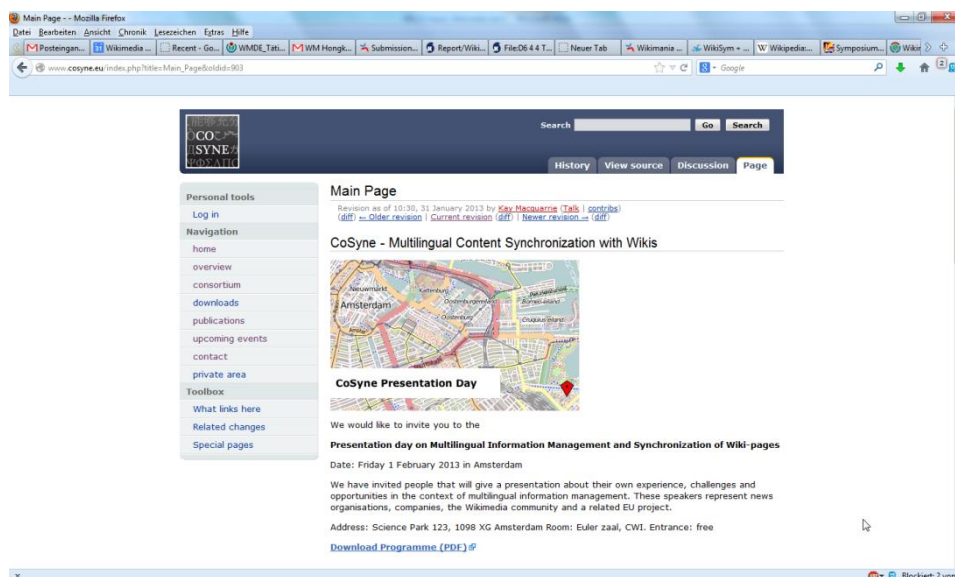 Main Page - - Mozilla Firefox
Datei Bearbeiten Ansicht Chronik Lesezeichen Extras Hilfe
Posteingan... Wikimedia ... Recent - Go... WMDE_Täti... WM Hongk... Submission... Report/Wiki... File:D6 4 4 T... Neuer Tab Wikimania ... WikiSym + ... Wikipedia:... Symposium...
www.cosyne.eu/index.php?title=Main_Page&oldid=903
Google
2
CO
SYNE
Search
Go Search
History View source Discussion Page
Personal tools
Log in
Navigation
home
overview
consortium
downloads
publications
upcoming events
contact
private area
Toolbox
What links here
Related changes
Special pages
Main Page
Revision as of 10:30, 31 January 2013 by Kay Macquarrie (Talk | contribs)
(diff) ← Older revision | Current revision (diff) | Newer revision → (diff)
CoSyne - Multilingual Content Synchronization with Wikis
Nieuwmarkt
Kattenburg
Amsterdam
Oostenburg
CoSyne Presentation Day
We would like to invite you to the
Presentation day on Multilingual Information Management and Synchronization of Wiki-pages
Date: Friday 1 February 2013 in Amsterdam
We have invited people that will give a presentation about their own experience, challenges and
opportunities in the context of multilingual information management. These speakers represent news
organisations, companies, the Wikimedia community and a related EU project.
Address: Science Park 123, 1098 XG Amsterdam Room: Euler zaal, CWI. Entrance: free
Download Programme (PDF)
Blockiert: 2 von